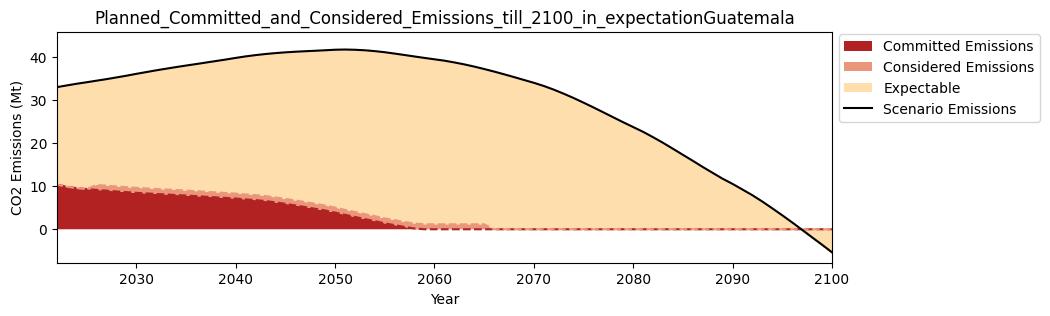 Planned_Committed_and_Considered_Emissions_till_2100_in_expectationGuatemala
CO2 Emissions (Mt)
40
30
20
10
0
2030 2040 2050 2060 2070 2080 2090 2100
Year
Committed Emissions
Considered Emissions
Expectable
Scenario Emissions